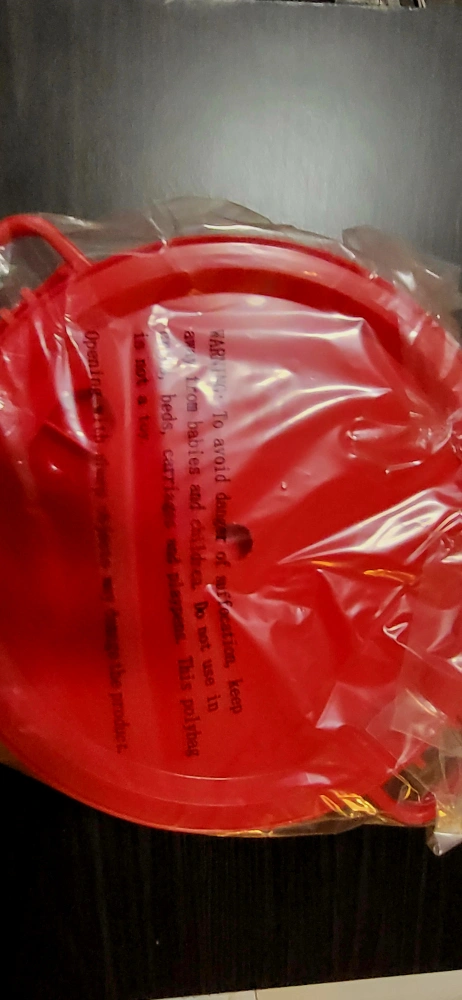 WARNING: To avoid danger of suffocation, keep
away from babies and children. Do not use in
beds, carriages and playpens. This polybag
is not a toy
Opening with sharp objects may damage the product.